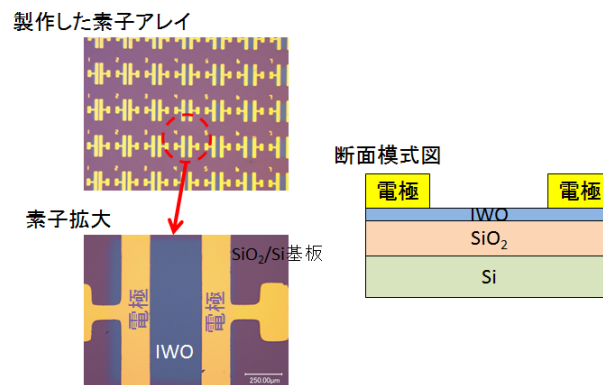 製作した素子アレイ
断面模式図
電極
電極
IWO
SiO₂
Si
素子拡大
SiO₂/Si基板
電極
電極
IWO
250.00μm